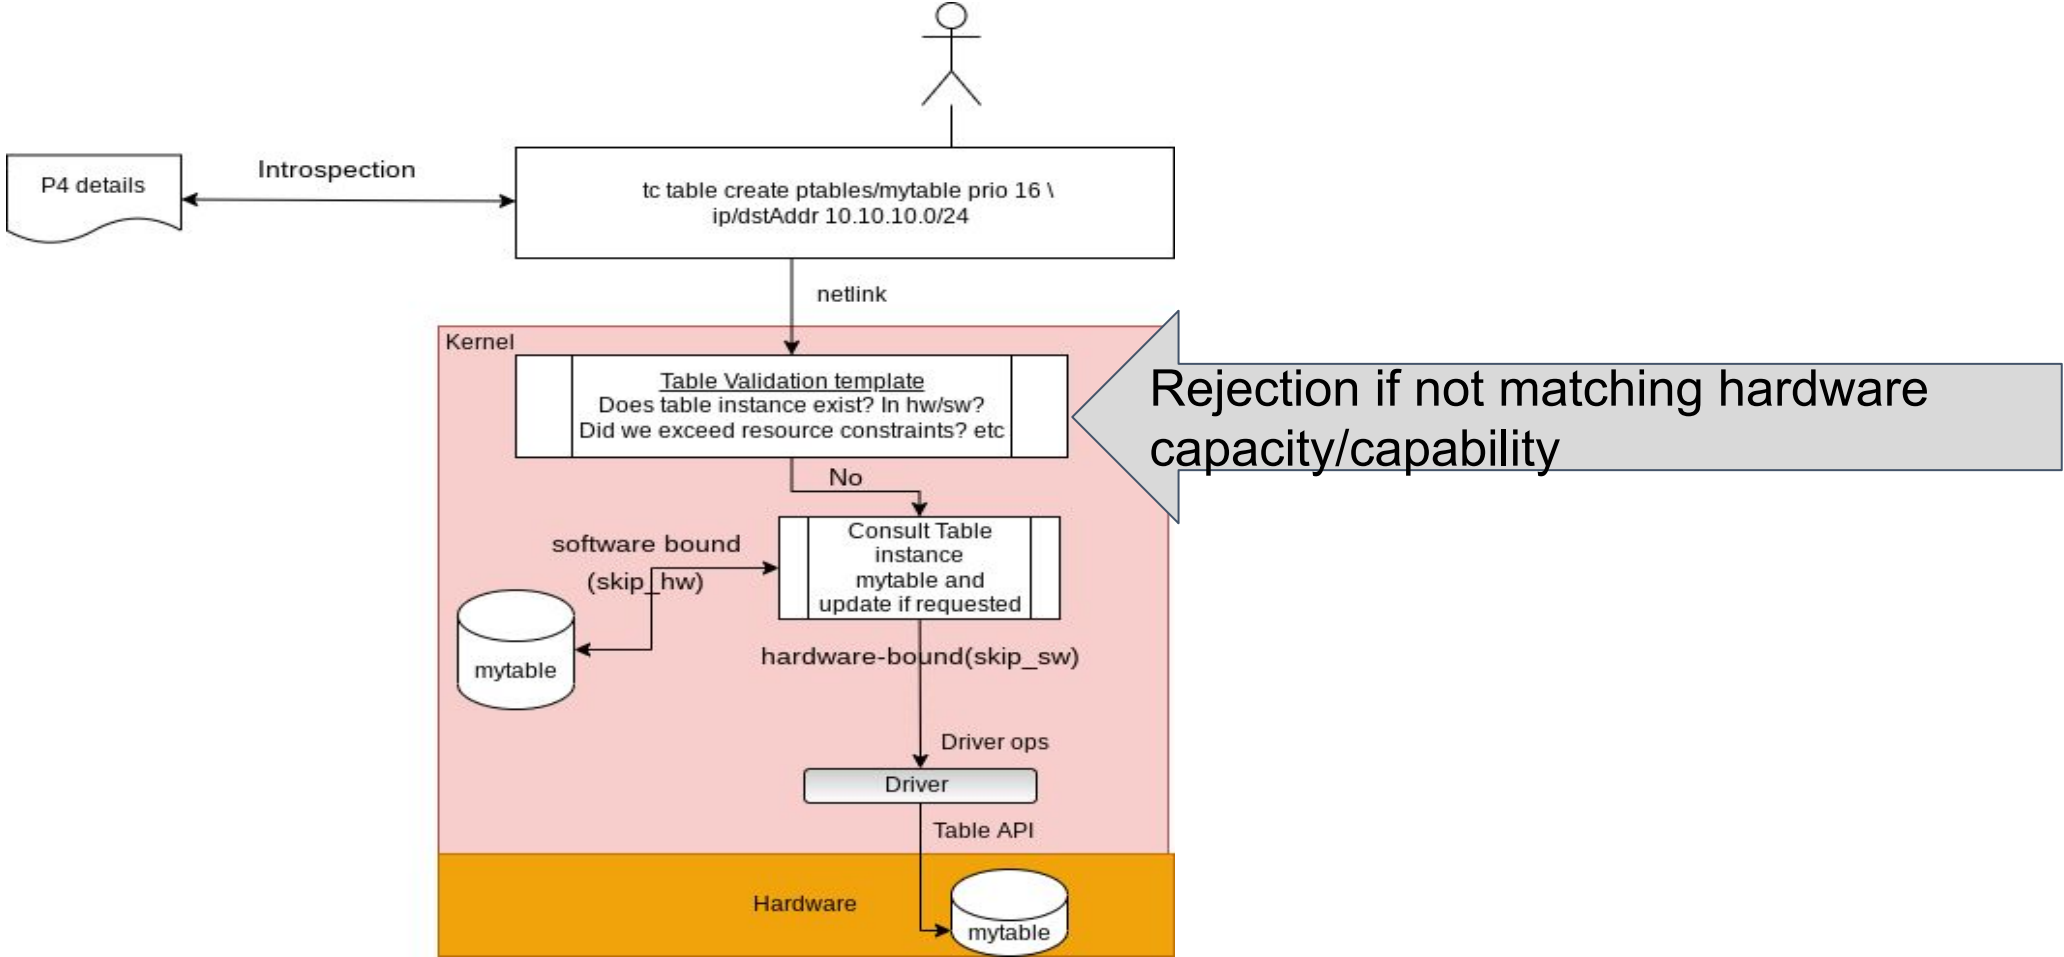 P4 details
Introspection
tc table create ptables/mytable prio 16 \
ip/dstAddr 10.10.10.0/24
netlink
Kernel
Table Validation template
Does table instance exist? In hw/sw?
Did we exceed resource constraints? etc
Rejection if not matching hardware
capacity/capability
No
Consult Table
instance
mytable and
update if requested
software bound
(skip_hw)
mytable
hardware-bound(skip_sw)
Driver ops
Driver
Table API
Hardware
mytable